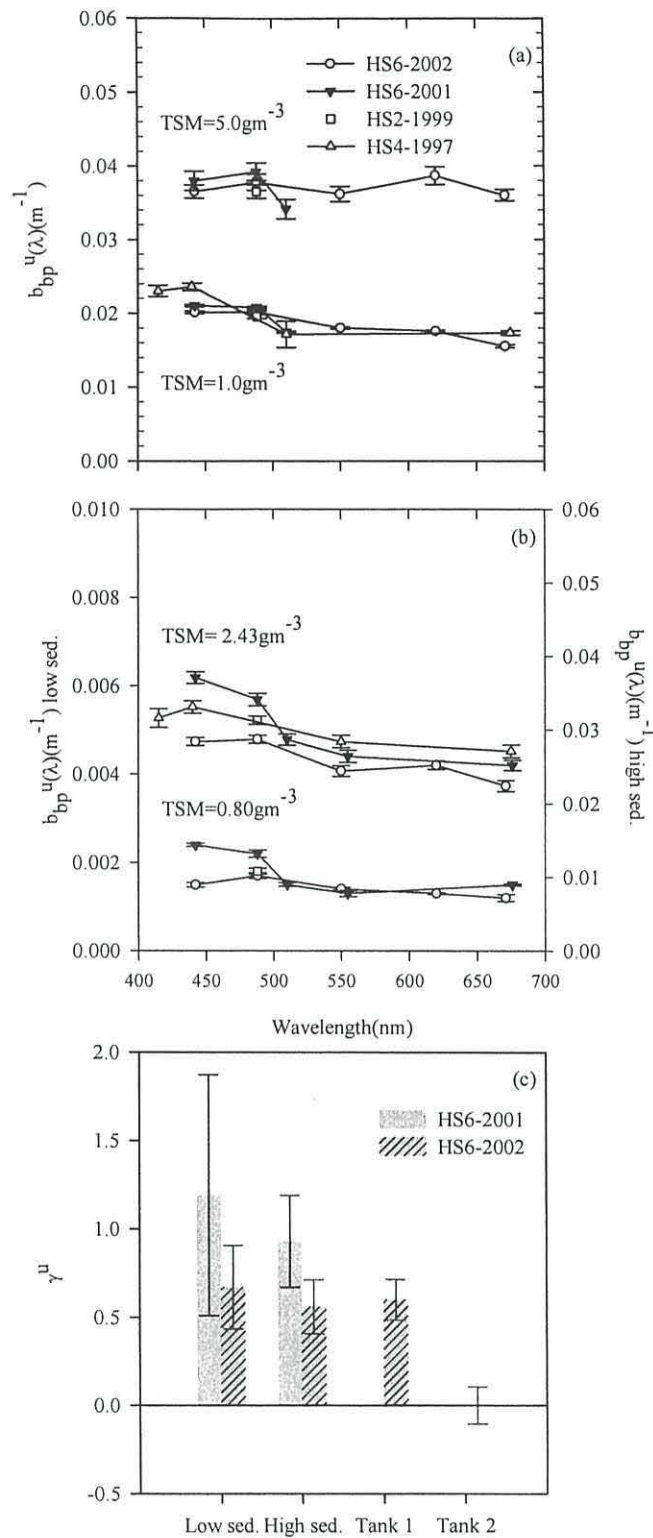 0.06
(a)
HS6-2002
HS6-2001
HS2-1999
HS4-1997
0.05
TSM=5.0gm-3
0.04
bbp u(λ)(m-1)
0.03
0.02
TSM=1.0gm-3
0.01
0.00
0.010
0.06
(b)
0.008
0.05
TSM= 2.43gm-3
0.04
0.006
bbp u(λ)(m-1) low sed.
bbp u(λ)(m-1) high sed.
0.03
0.004
TSM=0.80gm-3
0.02
0.002
0.01
0.000
0.00
400 450 500 550 600 650 700
Wavelength(nm)
2.0
(c)
HS6-2001
HS6-2002
1.5
1.0
γu
0.5
0.0
-0.5
Low sed. High sed. Tank 1 Tank 2